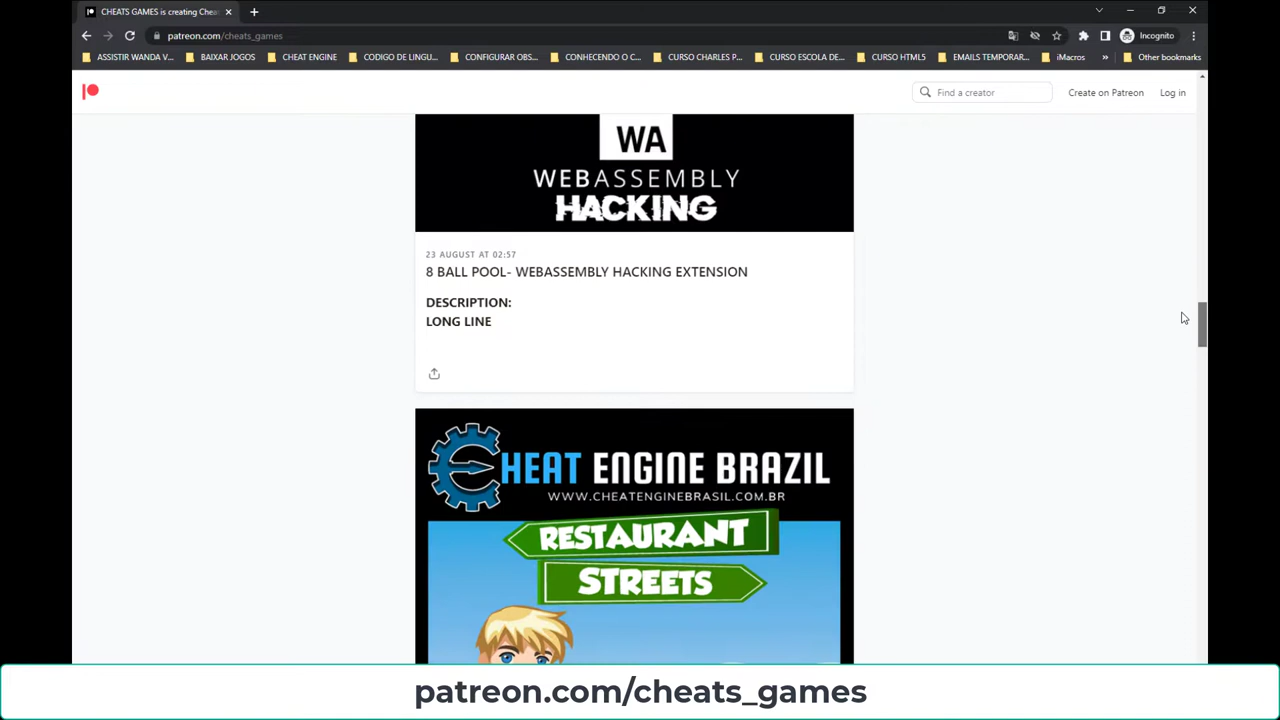 CHEATS GAMES is creating Chea
patreon.com/cheats_games
Incognito
ASSISTIR WANDA V...
BAIXAR JOGOS
CHEAT ENGINE
CODIGO DE LINGU...
CONFIGURAR OBS...
CONHECENDO O C...
CURSO CHARLES P...
CURSO ESCOLA DE...
CURSO HTML5
EMAILS TEMPORAR...
iMacros
»
Other bookmarks
Find a creator
Create on Patreon
Log in
WA
WEBASSEMBLY
HACKING
23 AUGUST AT 02:57
8 BALL POOL- WEBASSEMBLY HACKING EXTENSION
DESCRIPTION:
LONG LINE
CHEAT ENGINE BRAZIL
WWW.CHEATENGINEBRASIL.COM.BR
RESTAURANT
STREETS
patreon.com/cheats_games